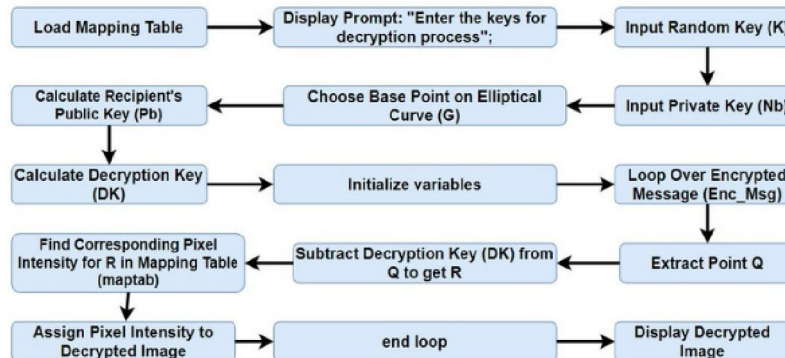 Load Mapping Table
Display Prompt: "Enter the keys for
decryption process";
Input Random Key (K)
Input Private Key (Nb)
Choose Base Point on Elliptical
Curve (G)
Calculate Recipient's
Public Key (Pb)
Calculate Decryption Key
(DK)
Initialize variables
Loop Over Encrypted
Message (Enc_Msg)
Extract Point Q
Subtract Decryption Key (DK) from
Q to get R
Find Corresponding Pixel
Intensity for R in Mapping Table
(maptab)
Assign Pixel Intensity to
Decrypted Image
end loop
Display Decrypted
Image